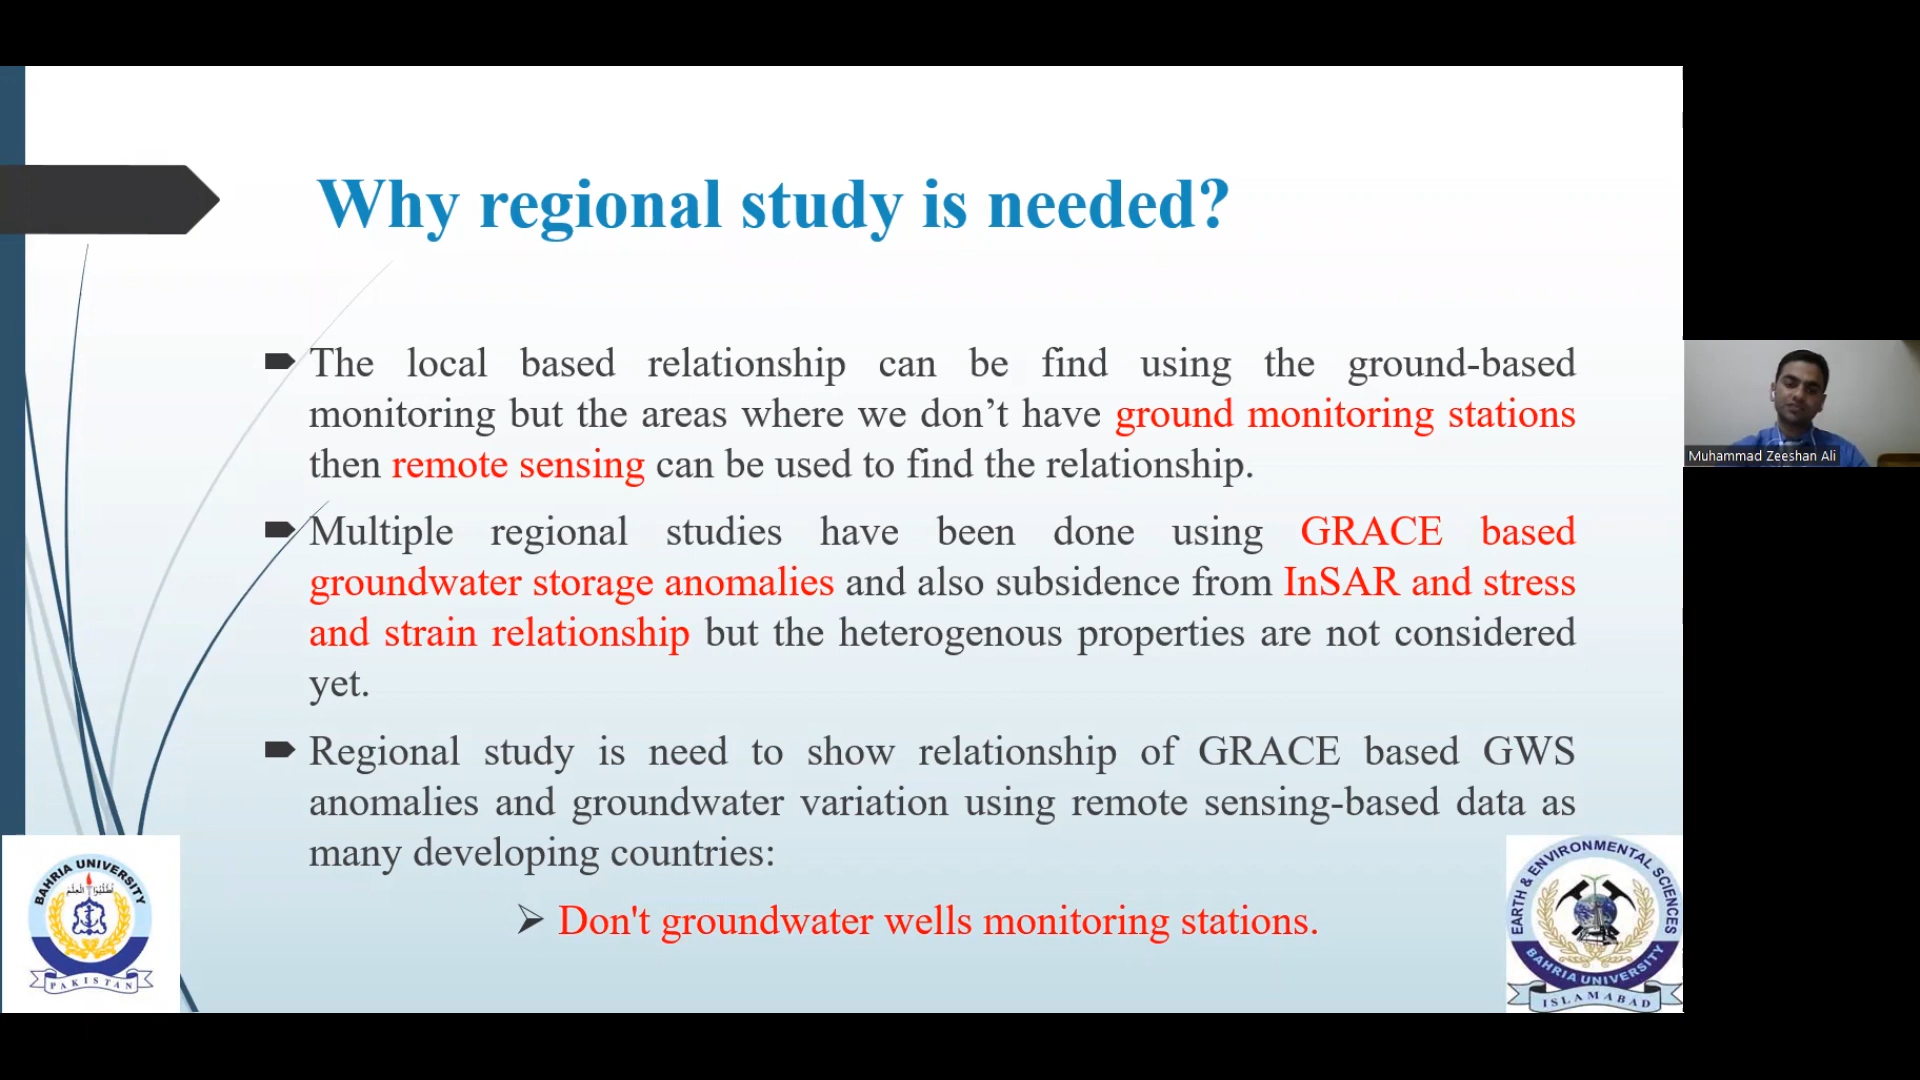 Why regional study is needed?
The local based relationship can be find using the ground-based
monitoring but the areas where we don’t have ground monitoring stations
then remote sensing can be used to find the relationship.
Multiple regional studies have been done using GRACE based
groundwater storage anomalies and also subsidence from InSAR and stress
and strain relationship but the heterogenous properties are not considered
yet.
Regional study is need to show relationship of GRACE based GWS
anomalies and groundwater variation using remote sensing-based data as
many developing countries:
Don't groundwater wells monitoring stations.
Muhammad Zeeshan Ali
BAHRIA UNIVERSITY
PAKISTAN
EARTH & ENVIRONMENTAL SCIENCES
BAHRIA UNIVERSITY
ISLAMABAD